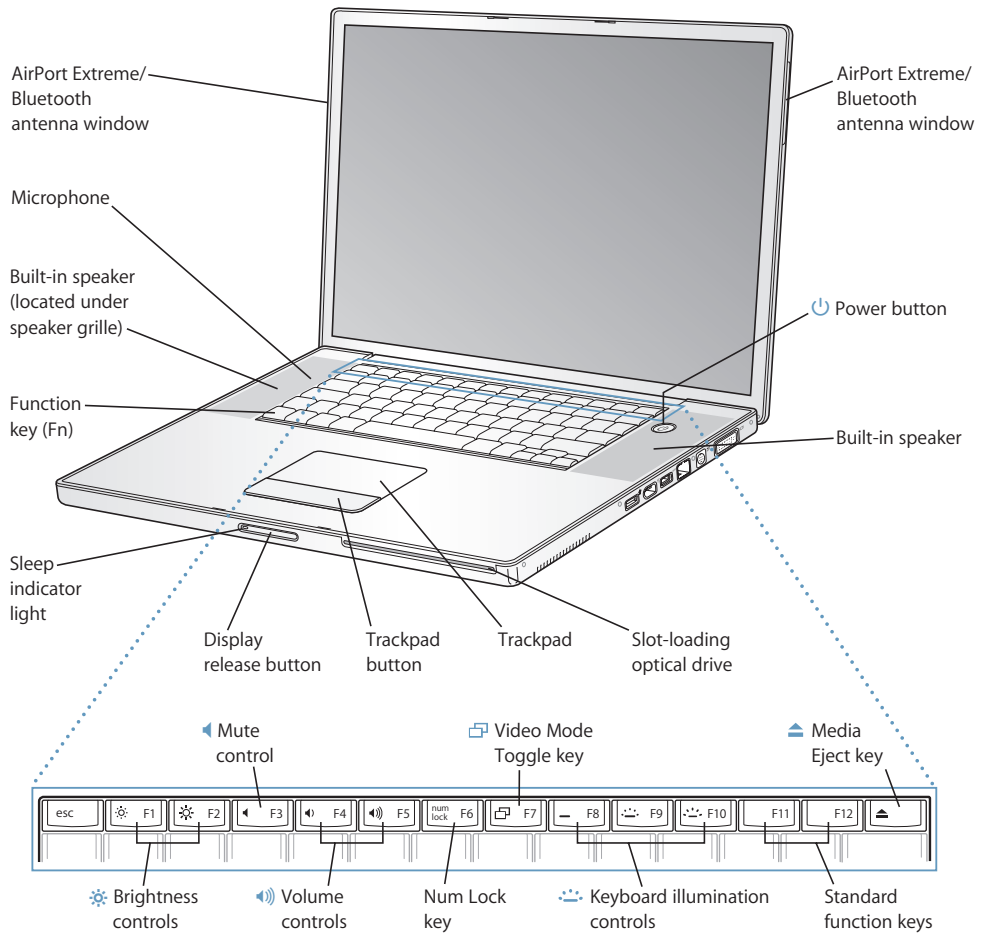 AirPort Extreme/
Bluetooth
antenna window
AirPort Extreme/
Bluetooth
antenna window
Microphone
Built-in speaker
(located under
speaker grille)
Power button
Function
key (Fn)
Built-in speaker
Sleep
indicator
light
Display
release button
Trackpad
button
Trackpad
Slot-loading
optical drive
Mute
control
Video Mode
Toggle key
Media
Eject key
esc
F1
F2
F3
F4
F5
num
lock
F6
F7
F8
F9
F10
F11
F12
Brightness
controls
Volume
controls
Num Lock
key
Keyboard illumination
controls
Standard
function keys